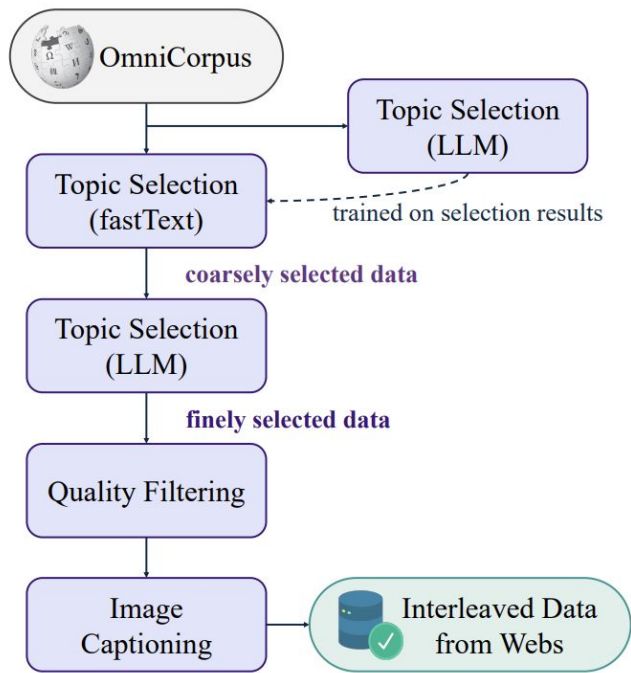 OmniCorpus
Topic Selection
(LLM)
Topic Selection
(fastText)
trained on selection results
coarsely selected data
Topic Selection
(LLM)
finely selected data
Quality Filtering
Image
Captioning
Interleaved Data
from Webs